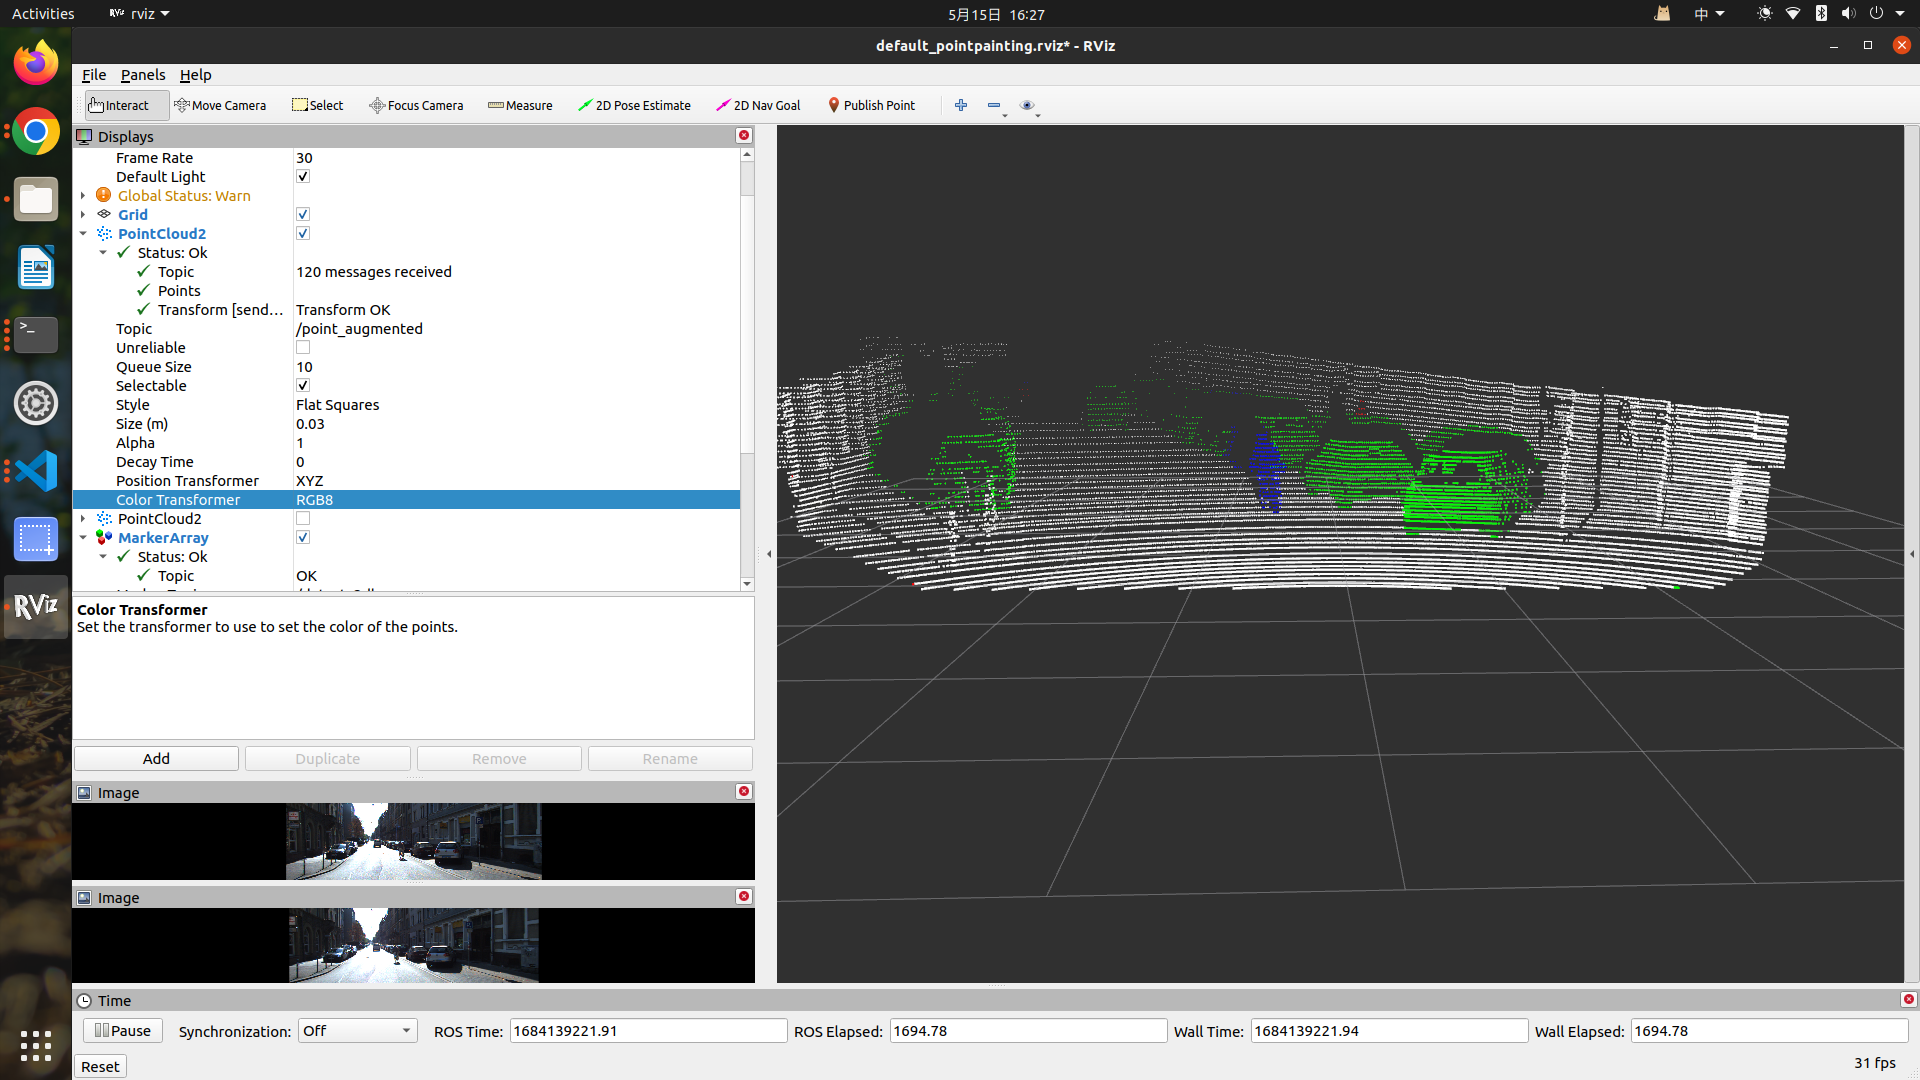 Activities
RViz rviz
5月15日 16:27
中
default_pointpainting.rviz* - RViz
File Panels Help
Interact Move Camera Select Focus Camera Measure 2D Pose Estimate 2D Nav Goal Publish Point
Displays
Frame Rate 30
Default Light
Global Status: Warn
Grid
PointCloud2
Status: Ok
Topic 120 messages received
Points
Transform [send... Transform OK
Topic /point_augmented
Unreliable
Queue Size 10
Selectable
Style Flat Squares
Size (m) 0.03
Alpha 1
Decay Time 0
Position Transformer XYZ
Color Transformer RGB8
PointCloud2
MarkerArray
Status: Ok
Topic OK
Color Transformer
Set the transformer to use to set the color of the points.
Add Duplicate Remove Rename
Image
Image
RViz
Time
Pause Synchronization: Off ROS Time: 1684139221.91 ROS Elapsed: 1694.78 Wall Time: 1684139221.94 Wall Elapsed: 1694.78
Reset
31 fps